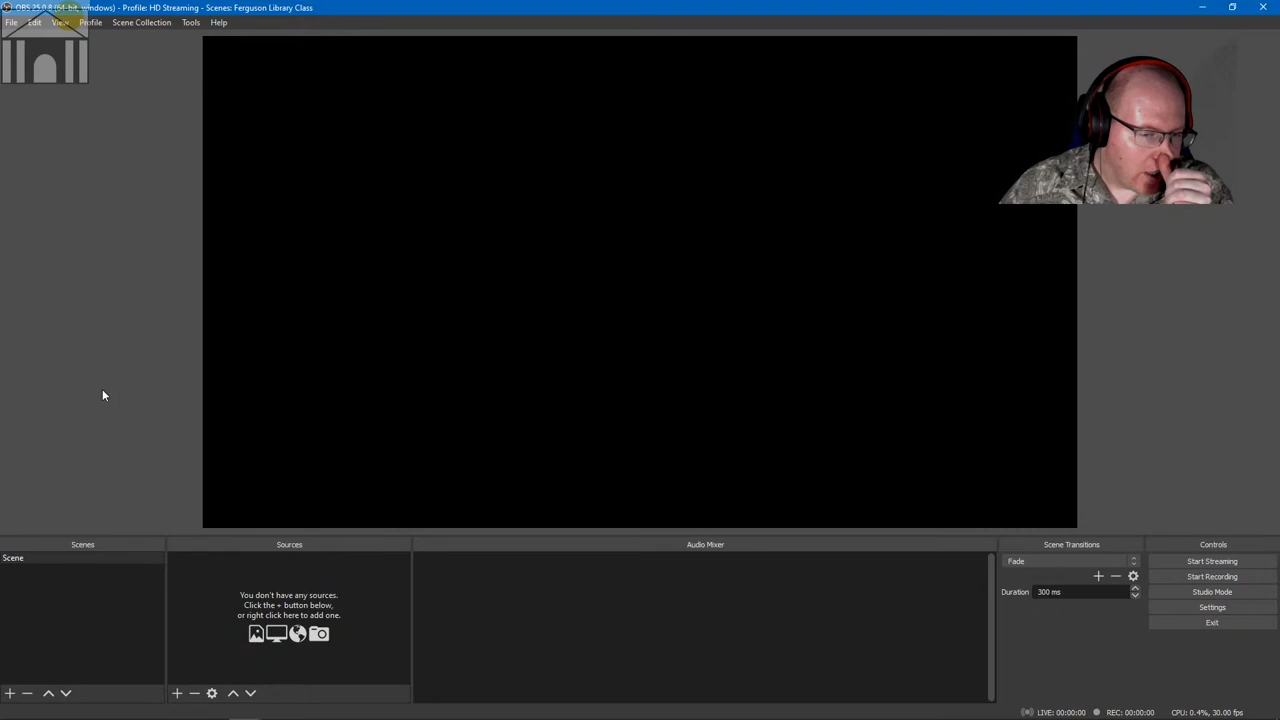 OBS 25.0.8 (64-bit, windows) - Profile: HD Streaming - Scenes: Ferguson Library Class
File Edit View Profile Scene Collection Tools Help
Scenes
Scene
Sources
You don't have any sources.
Click the + button below,
or right click here to add one.
Audio Mixer
Scene Transitions
Fade
Duration 300 ms
Controls
Start Streaming
Start Recording
Studio Mode
Settings
Exit
LIVE: 00:00:00 REC: 00:00:00 CPU: 0.4%, 30.00 fps